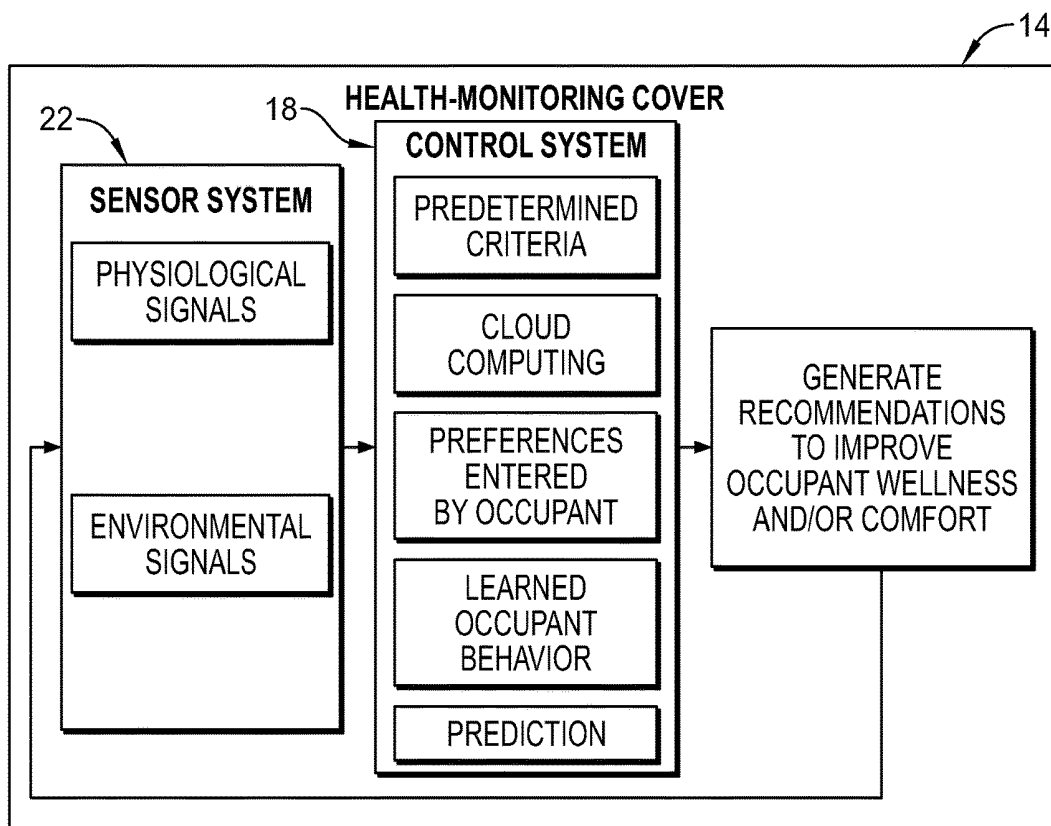 14
HEALTH-MONITORING COVER
22
18
SENSOR SYSTEM
PHYSIOLOGICAL
SIGNALS
ENVIRONMENTAL
SIGNALS
CONTROL SYSTEM
PREDETERMINED
CRITERIA
CLOUD
COMPUTING
PREFERENCES
ENTERED
BY OCCUPANT
LEARNED
OCCUPANT
BEHAVIOR
PREDICTION
GENERATE
RECOMMENDATIONS
TO IMPROVE
OCCUPANT WELLNESS
AND/OR COMFORT